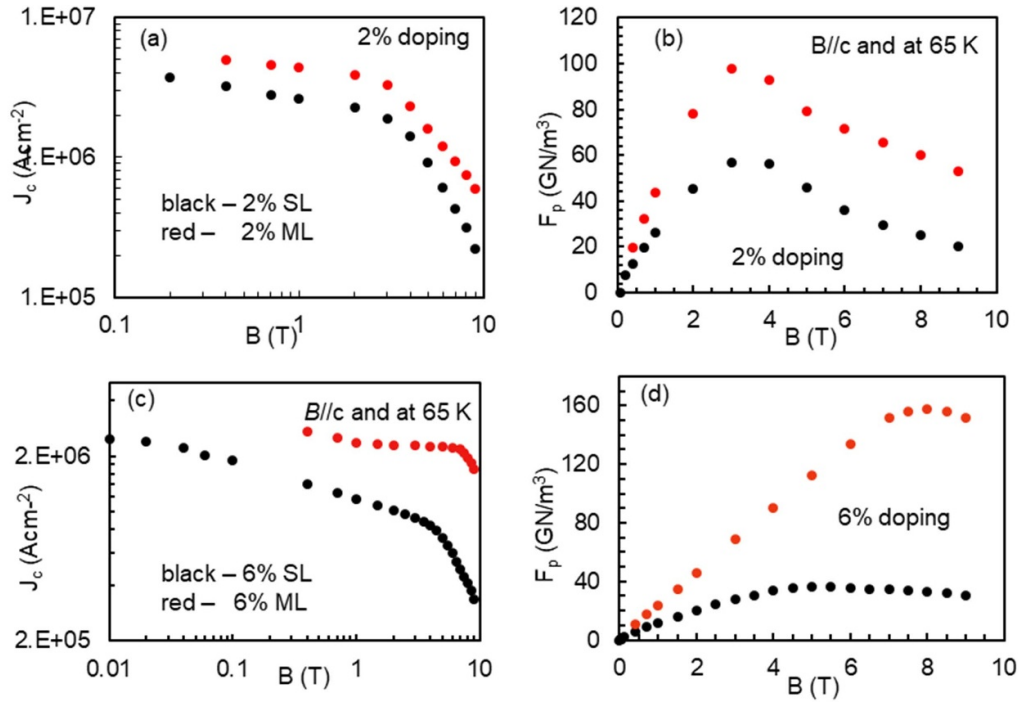 1.E+07
(a)
2% doping
J_c (Acm⁻²)
1.E+06
black – 2% SL
red – 2% ML
1.E+05
0.1
1
10
B (T)
120
(b)
B//c and at 65 K
100
80
F_p (GN/m³)
60
40
2% doping
20
0
0 2 4 6 8 10
B (T)
(c)
B//c and at 65 K
2.E+06
J_c (Acm-²)
black – 6% SL
red – 6% ML
2.E+05
0.01 0.1 1 10
B (T)
(d)
160
120
F_p (GN/m³)
6% doping
80
40
0
0 2 4 6 8 10
B (T)